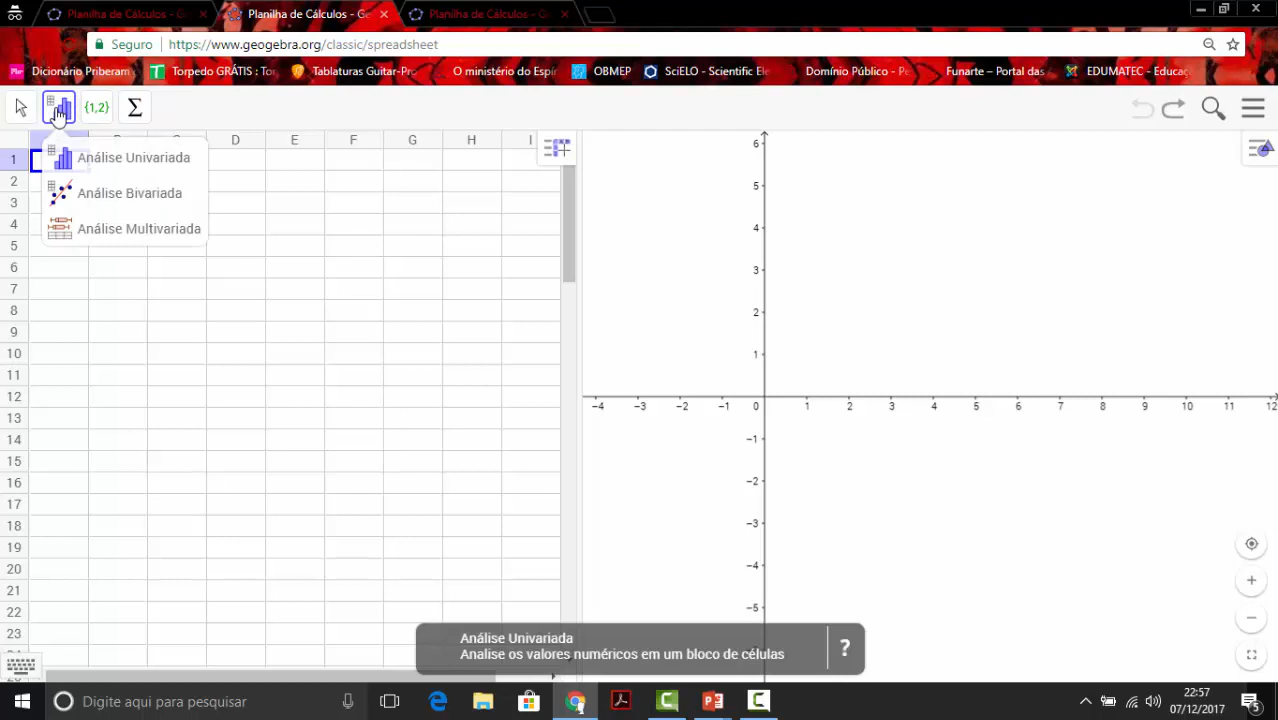 Planilha de Cálculos - Ge
Planilha de Cálculos - Ge
Planilha de Cálculos - Ge
Seguro
https://www.geogebra.org/classic/spreadsheet
Dicionário Priberam
Torpedo GRÁTIS : Tor
Tablaturas Guitar-Pro
O ministério do Espír
OBMEP
SciELO - Scientific Ele
Domínio Público - Pe
Funarte – Portal das
EDUMATEC - Educaç
{1,2}
Σ
D E F G H I
Análise Univariada
Análise Bivariada
Análise Multivariada
1
2
3
4
5
6
7
8
9
10
11
12
13
14
15
16
17
18
19
20
21
22
23
6
5
4
3
2
1
−4 −3 −2 −1 0 1 2 3 4 5 6 7 8 9 10 11 12
−1
−2
−3
−4
−5
Análise Univariada
Analise os valores numéricos em um bloco de células
?
Digite aqui para pesquisar
22:57
07/12/2017
5